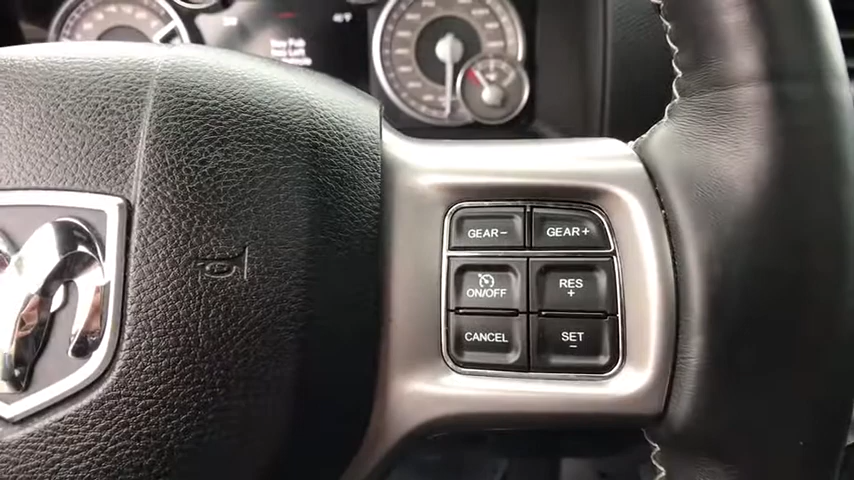 GEAR−
GEAR+
ON/OFF
RES
+
CANCEL
SET
−